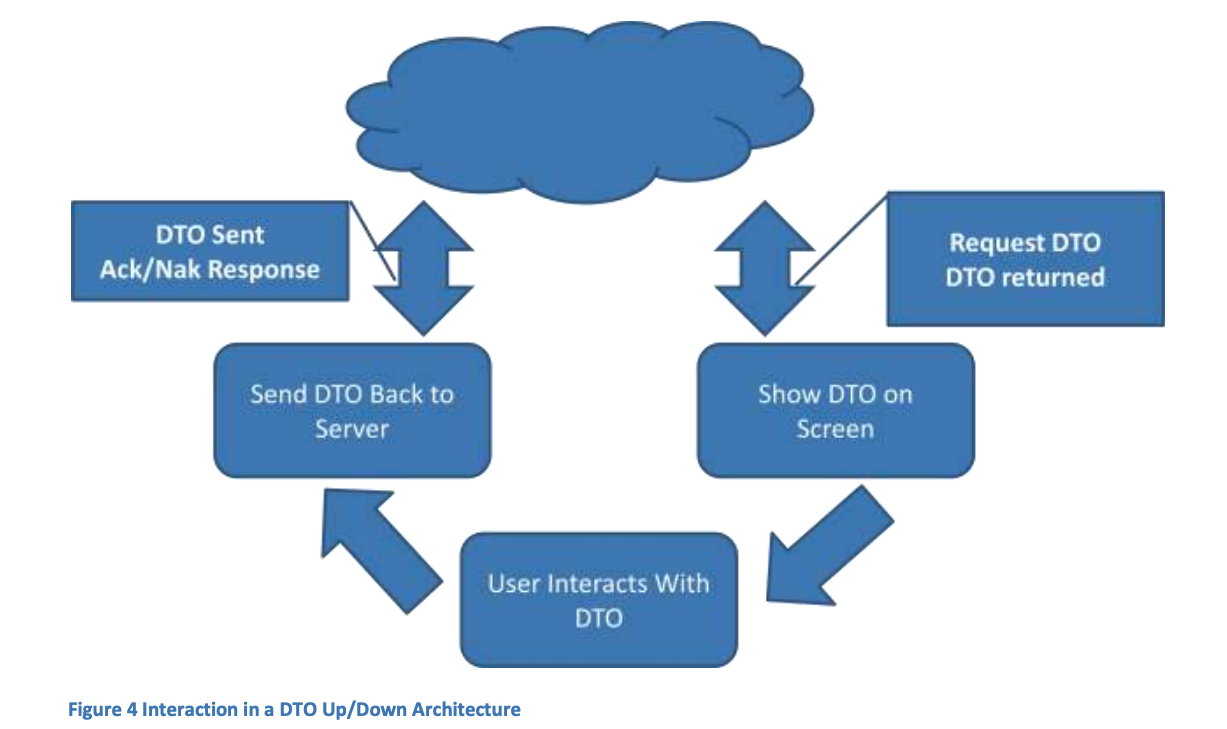 DTO Sent
Ack/Nak Response
Request DTO
DTO returned
Send DTO Back to
Server
Show DTO on
Screen
User Interacts With
DTO
Figure 4 Interaction in a DTO Up/Down Architecture